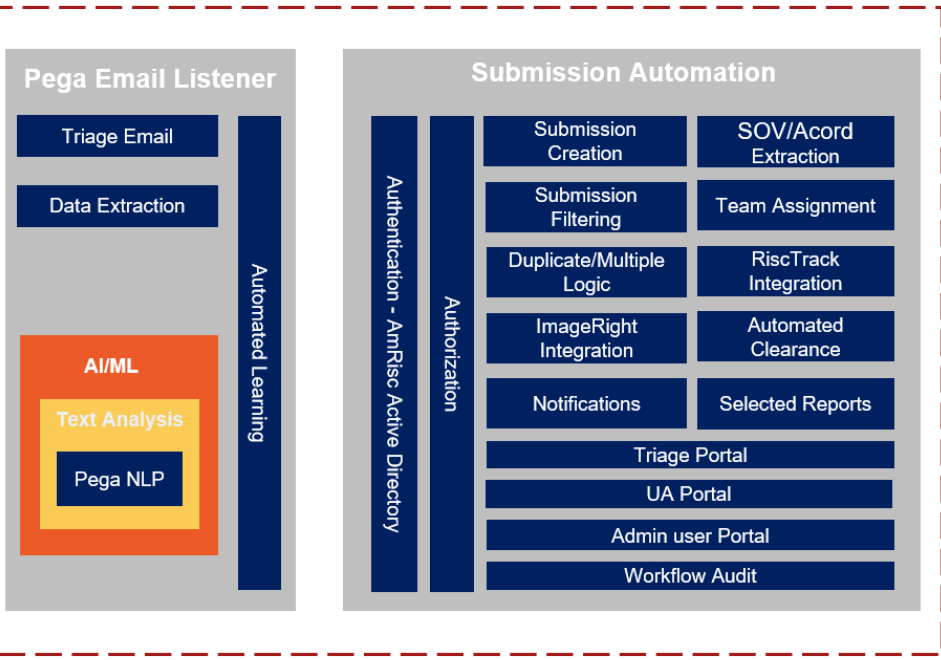 Pega Email Listener
Triage Email
Data Extraction
AI/ML
Text Analysis
Pega NLP
Automated Learning
Submission Automation
Authentication - AmRisc Active Directory
Authorization
Submission
Creation
SOV/Acord
Extraction
Submission
Filtering
Team Assignment
Duplicate/Multiple
Logic
RiscTrack
Integration
ImageRight
Integration
Automated
Clearance
Notifications
Selected Reports
Triage Portal
UA Portal
Admin user Portal
Workflow Audit